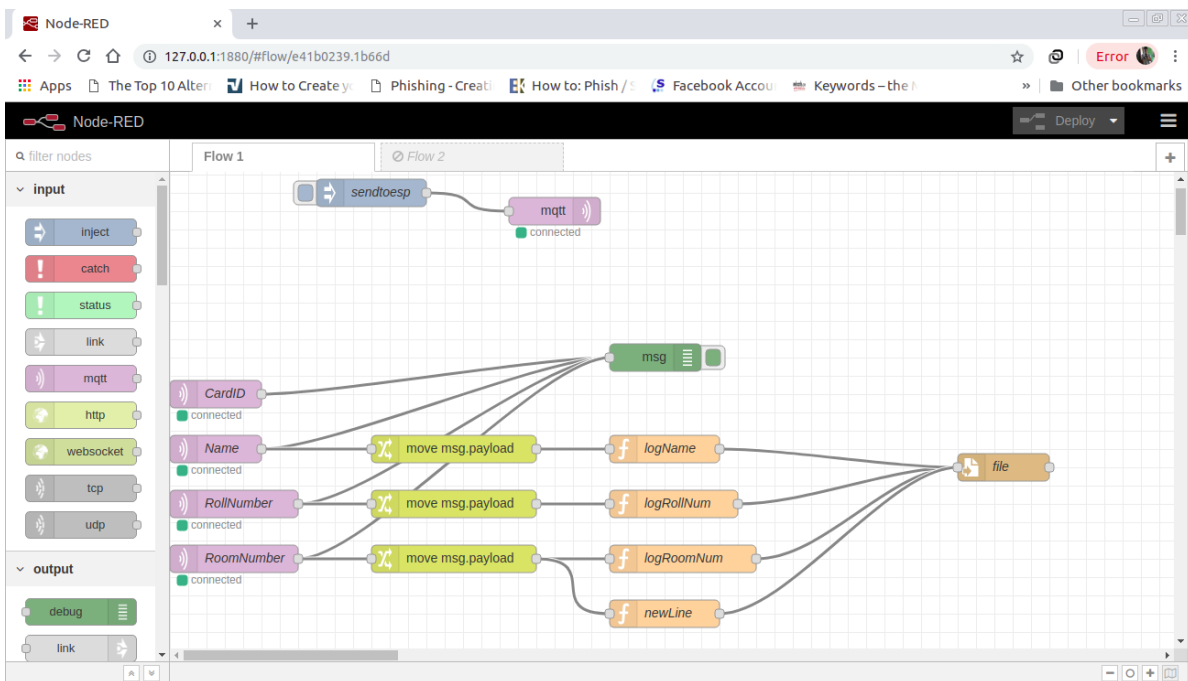 Node-RED
127.0.0.1:1880/#flow/e41b0239.1b66d
Error
Apps The Top 10 Alter How to Create yo Phishing - Creati How to: Phish / S Facebook Accou Keywords – the N » Other bookmarks
Node-RED Deploy
filter nodes Flow 1 Flow 2
input
inject
catch
status
link
mqtt
http
websocket
tcp
udp
output
debug
link
sendtoesp
mqtt
connected
msg
CardID
connected
Name move msg.payload logName
connected
file
RollNumber move msg.payload logRollNum
connected
RoomNumber move msg.payload logRoomNum
connected
newLine